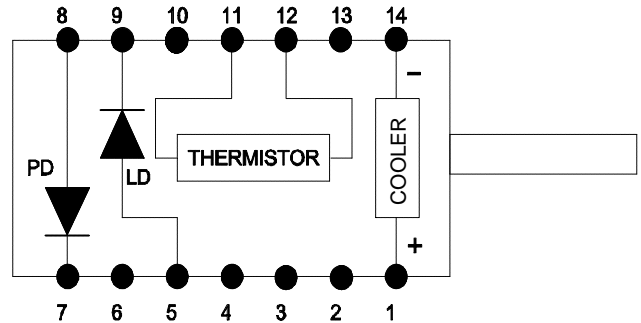 8 9 10 11 12 13 14
−
THERMISTOR
COOLER
PD
LD
+
7 6 5 4 3 2 1